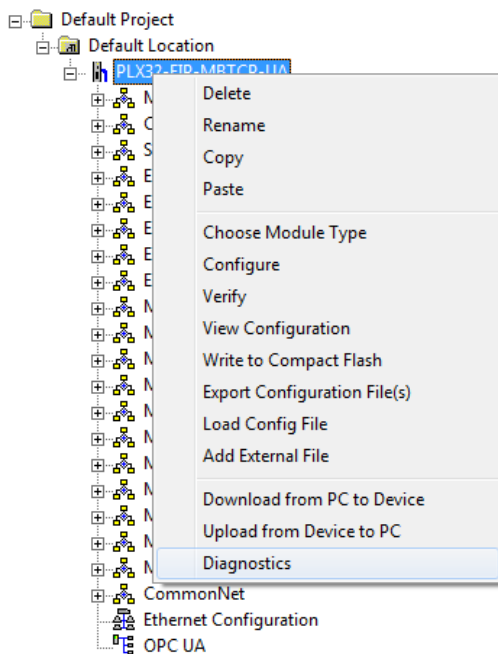 Default Project
Default Location
PLX32-EIP-MBTCP-UA
Delete
Rename
Copy
Paste
Choose Module Type
Configure
Verify
View Configuration
Write to Compact Flash
Export Configuration File(s)
Load Config File
Add External File
Download from PC to Device
Upload from Device to PC
Diagnostics
CommonNet
Ethernet Configuration
OPC UA